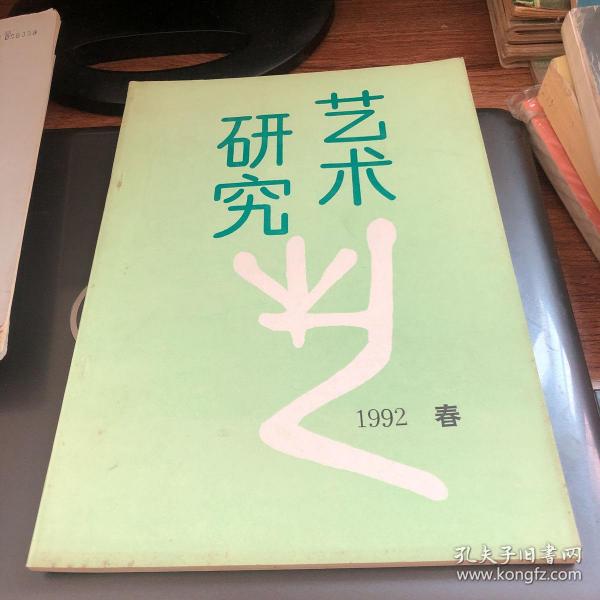 艺术
研究
1992 春
孔夫子旧书网
www.kongfz.com